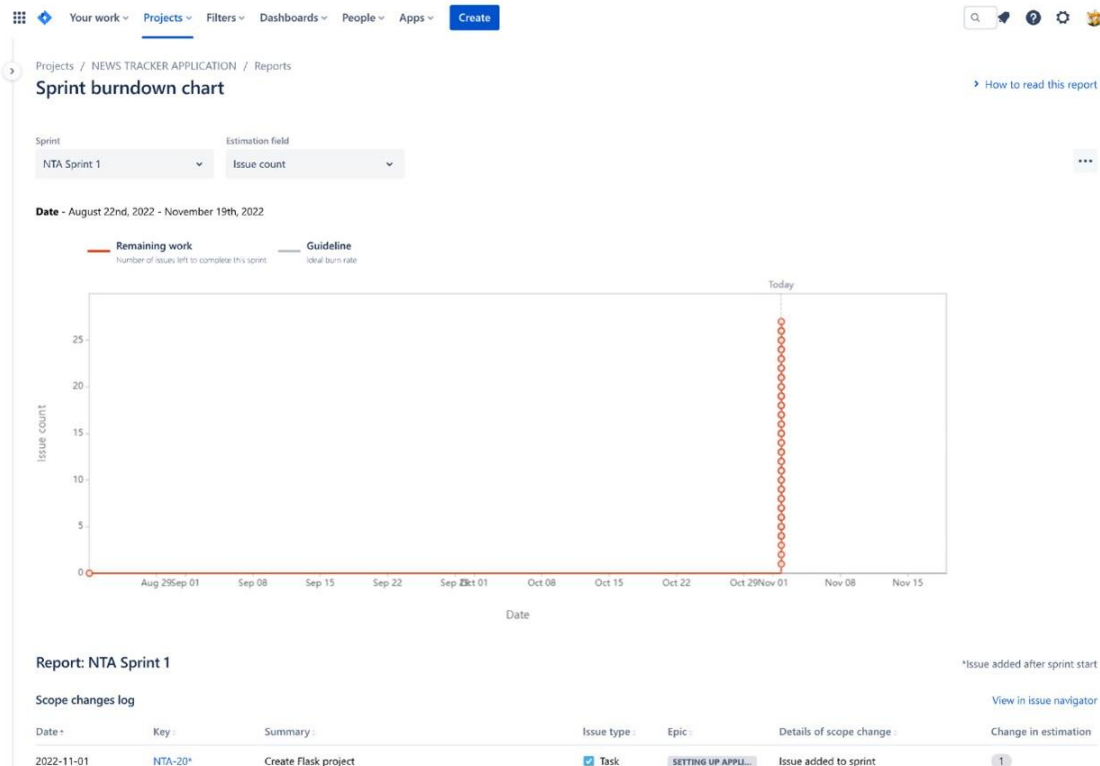 Your work Projects Filters Dashboards People Apps Create
Projects / NEWS TRACKER APPLICATION / Reports
Sprint burndown chart
How to read this report
Sprint Estimation field
NTA Sprint 1 Issue count
Date - August 22nd, 2022 - November 19th, 2022
Remaining work Guideline
Number of issues left to complete this sprint Ideal burn rate
Today
25
20
15
10
5
0
Issue count
Aug 29 Sep 01 Sep 08 Sep 15 Sep 22 Sep Oct 01 Oct 08 Oct 15 Oct 22 Oct 29 Nov 01 Nov 08 Nov 15
Date
Report: NTA Sprint 1 *Issue added after sprint start
Scope changes log View in issue navigator
Date Key Summary Issue type Epic Details of scope change Change in estimation
2022-11-01 NTA-20* Create Flask project Task SETTING UP APPLI... Issue added to sprint 1